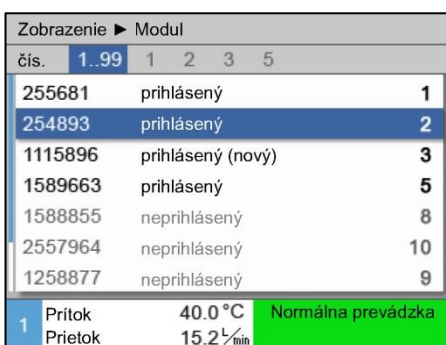 Zobrazenie ► Modul
čís. 1..99 1 2 3 5
255681 prihlásený 1
254893 prihlásený 2
1115896 prihlásený (nový) 3
1589663 prihlásený 5
1588855 neprihlásený 8
2557964 neprihlásený 10
1258877 neprihlásený 9
1 Prítok 40.0 °C Normálna prevádzka
Prietok 15.2 L/min